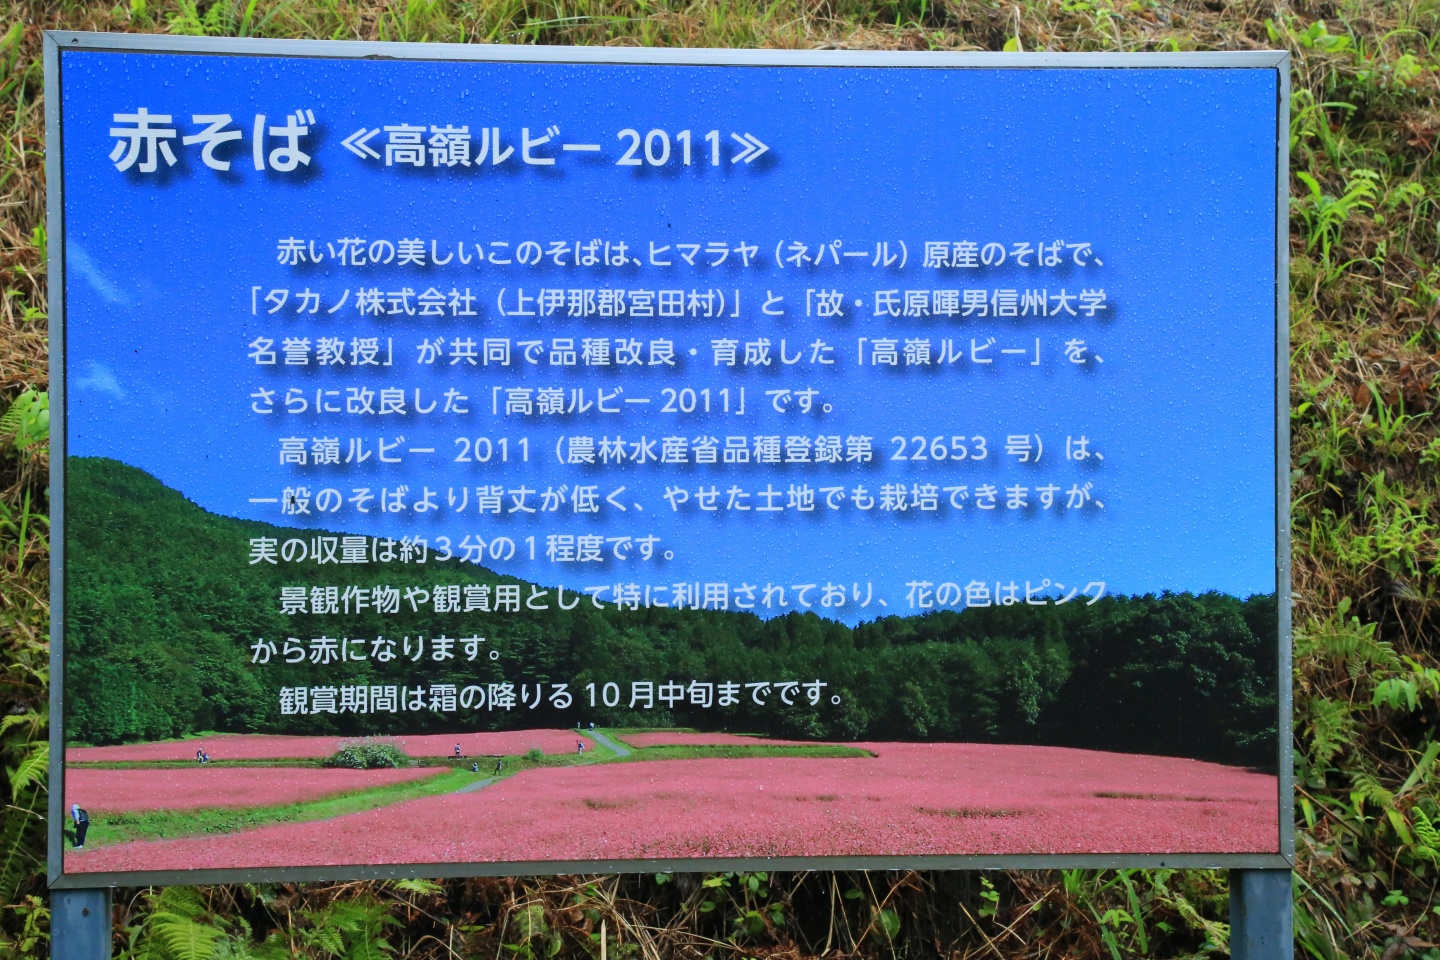 赤そば ≪高嶺ルビー 2011≫
赤い花の美しいこのそばは、ヒマラヤ（ネパール）原産のそばで、
「タカノ株式会社（上伊那郡宮田村）」と「故・氏原暉男信州大学
名誉教授」が共同で品種改良・育成した「高嶺ルビー」を、
さらに改良した「高嶺ルビー 2011」です。
高嶺ルビー 2011（農林水産省品種登録第 22653 号）は、
一般のそばより背丈が低く、やせた土地でも栽培できますが、
実の収量は約３分の１程度です。
景観作物や観賞用として特に利用されており、花の色はピンク
から赤になります。
観賞期間は霜の降りる 10 月中旬までです。